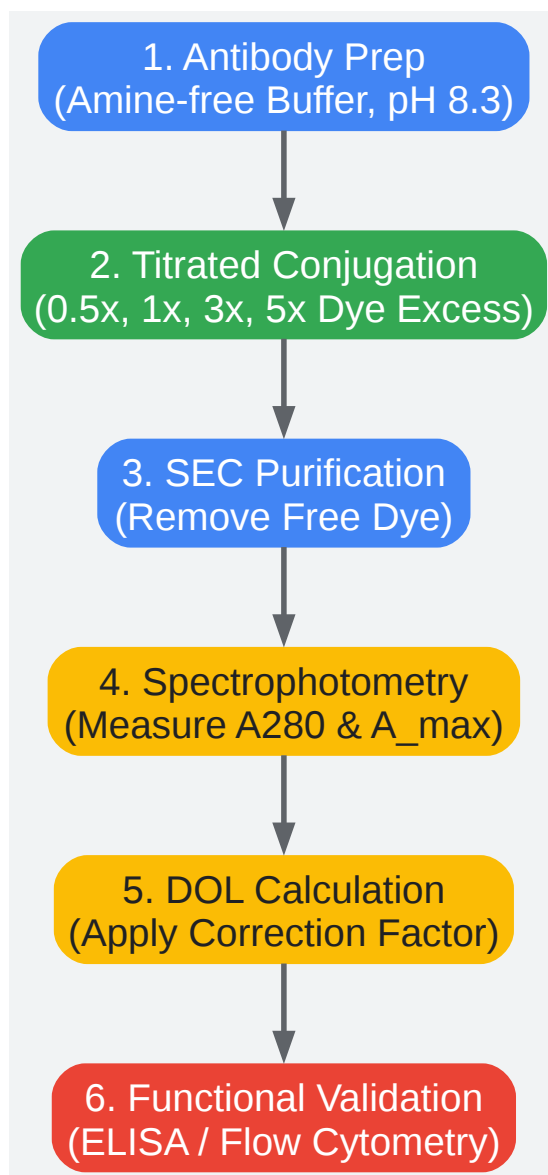 1. Antibody Prep
(Amine-free Buffer, pH 8.3)
2. Titrated Conjugation
(0.5x, 1x, 3x, 5x Dye Excess)
3. SEC Purification
(Remove Free Dye)
4. Spectrophotometry
(Measure A280 & A_max)
5. DOL Calculation
(Apply Correction Factor)
6. Functional Validation
(ELISA / Flow Cytometry)